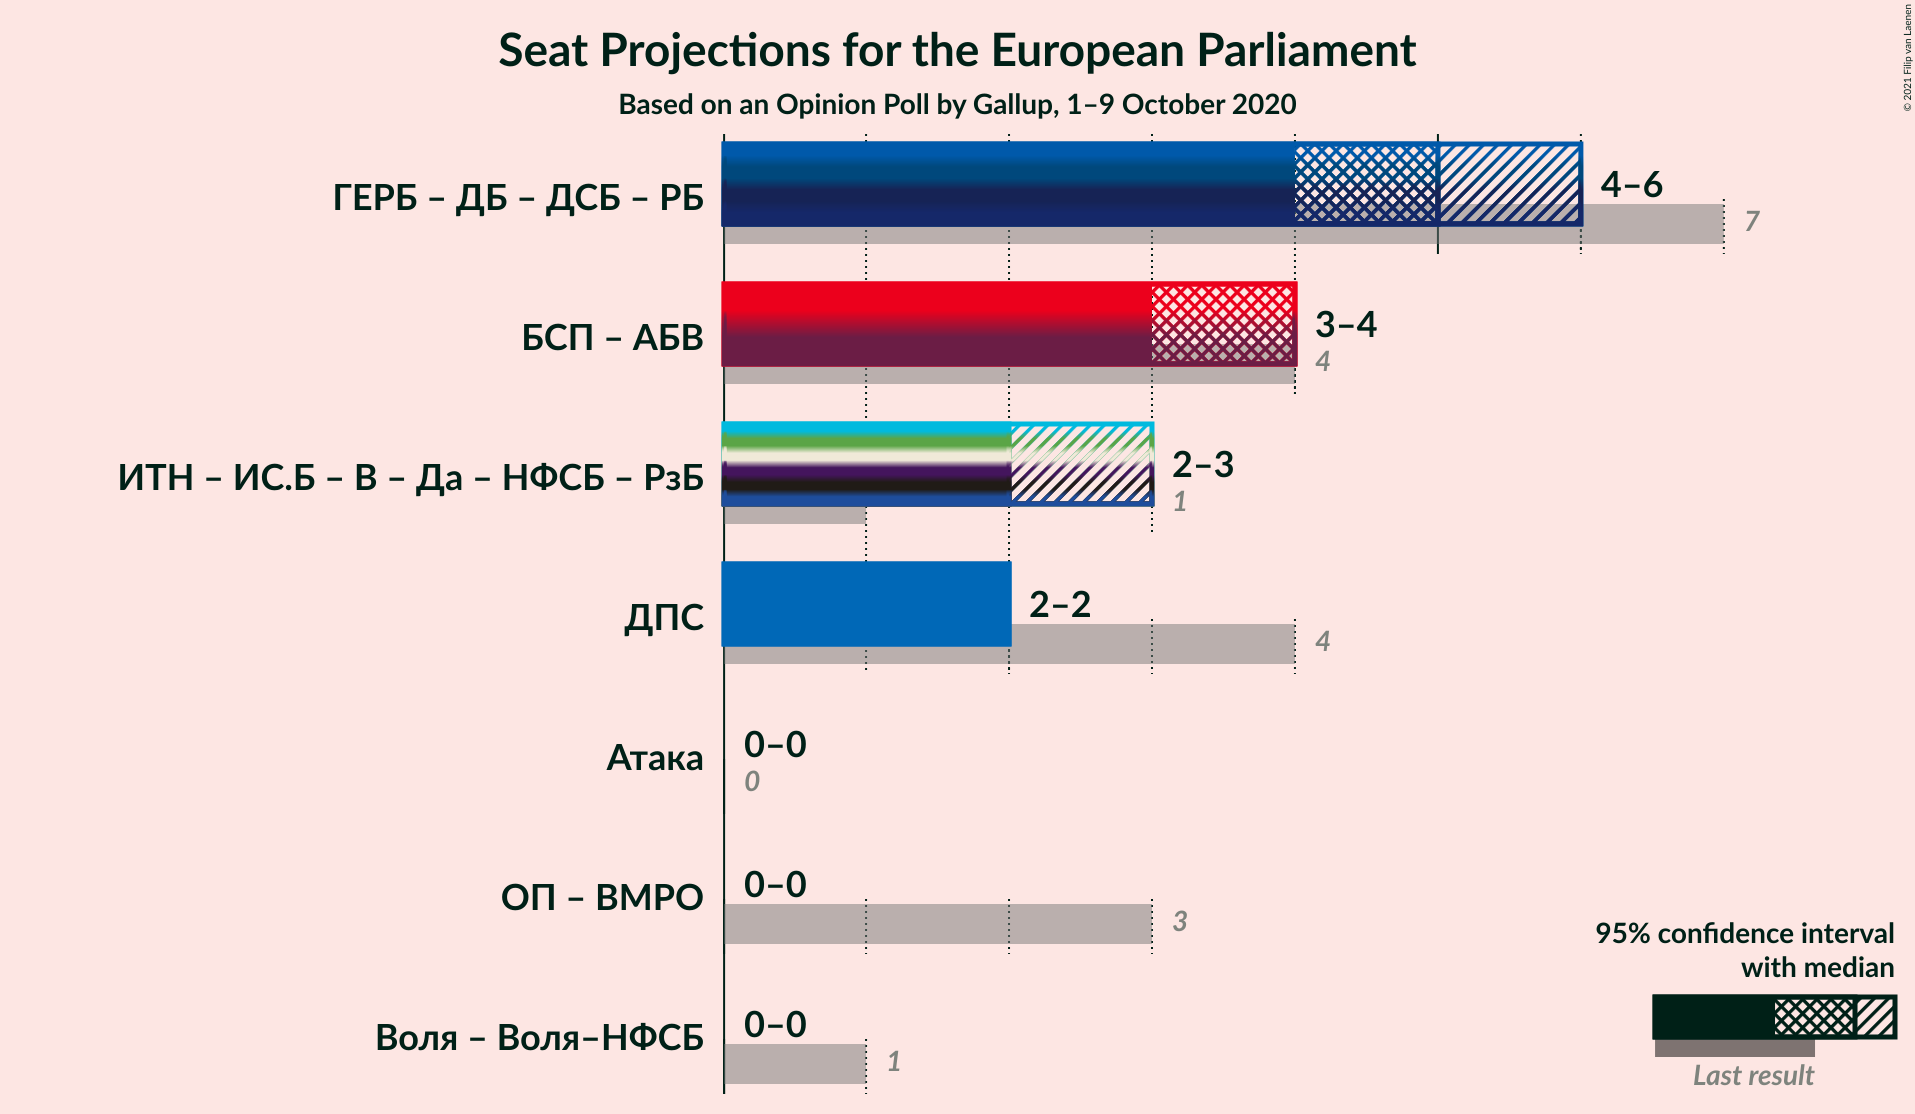 Seat Projections for the European Parliament
Based on an Opinion Poll by Gallup, 1–9 October 2020
© 2021 Filip van Laenen
ГЕРБ – ДБ – ДСБ – РБ
4–6
7
БСП – АБВ
3–4
4
ИТН – ИС.Б – В – Да – НФСБ – РзБ
2–3
1
ДПС
2–2
4
Атака
0–0
0
ОП – ВМРО
0–0
3
Воля – Воля–НФСБ
0–0
1
95% confidence interval
with median
Last result